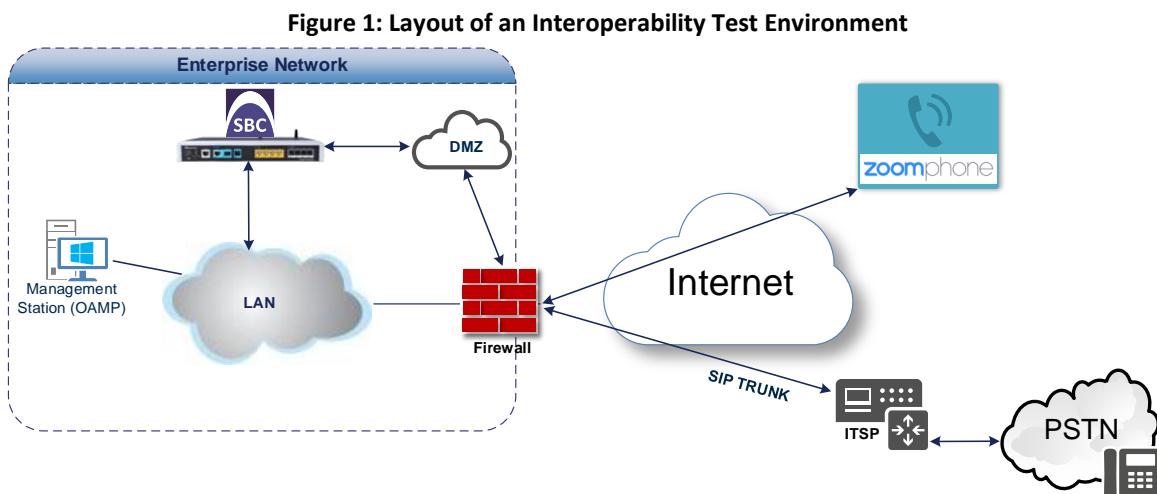 Figure 1: Layout of an Interoperability Test Environment
Enterprise Network
SBC
DMZ
zoomphone
Management
Station (OAMP)
LAN
Internet
Firewall
SIP TRUNK
ITSP
PSTN